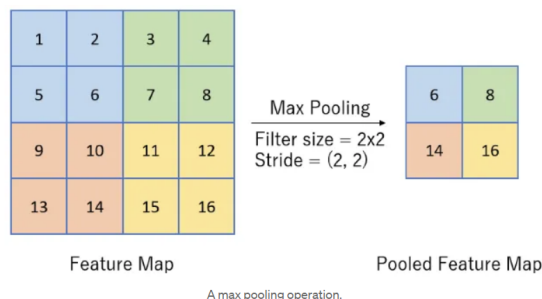 1 2 3 4
5 6 7 8
9 10 11 12
13 14 15 16
Max Pooling
Filter size = 2x2
Stride = (2, 2)
6 8
14 16
Feature Map
Pooled Feature Map
A max pooling operation.